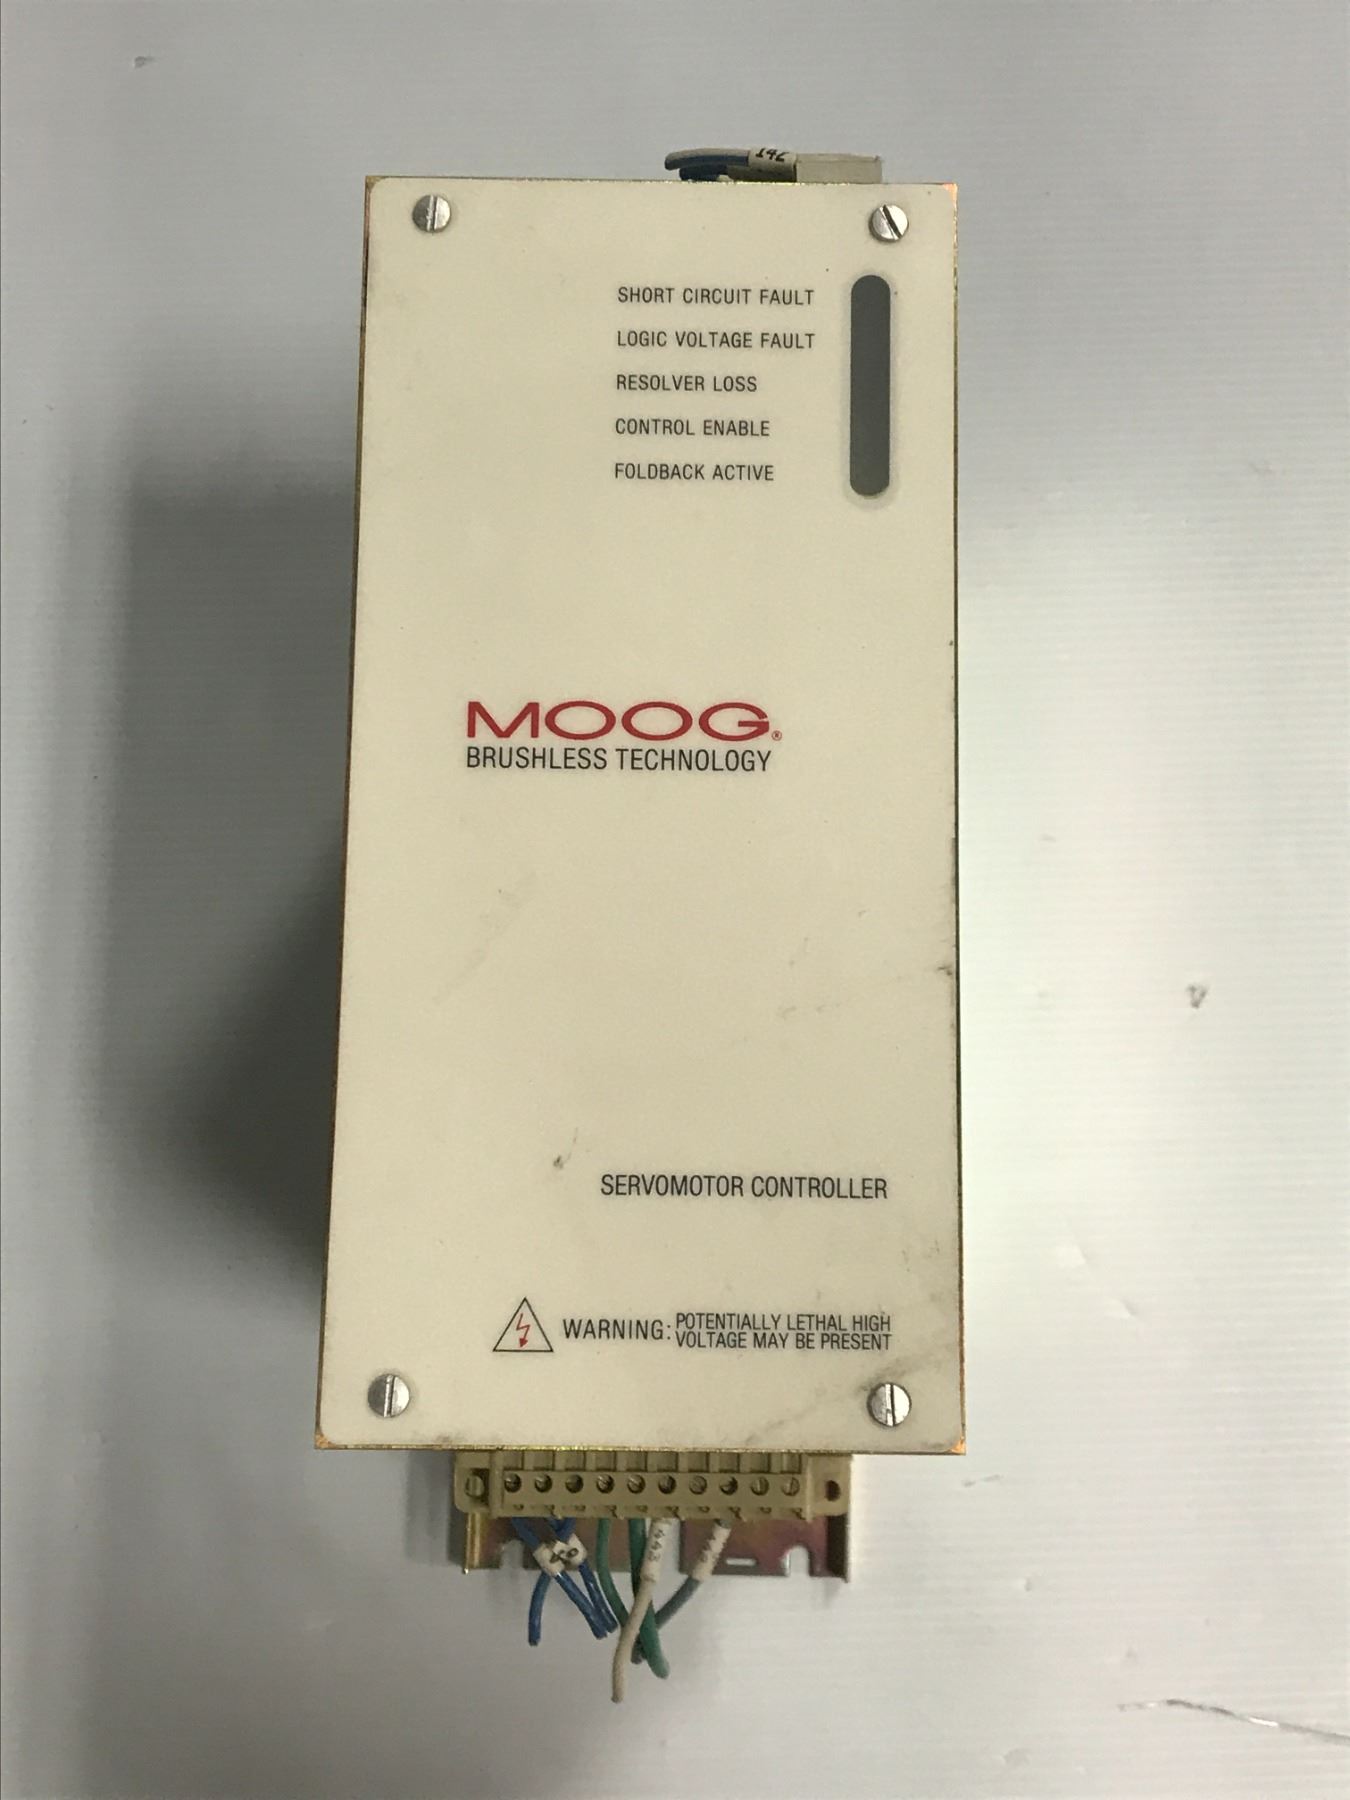 SHORT CIRCUIT FAULT
LOGIC VOLTAGE FAULT
RESOLVER LOSS
CONTROL ENABLE
FOLDBACK ACTIVE
MOOG®
BRUSHLESS TECHNOLOGY
SERVOMOTOR CONTROLLER
WARNING: POTENTIALLY LETHAL HIGH
VOLTAGE MAY BE PRESENT